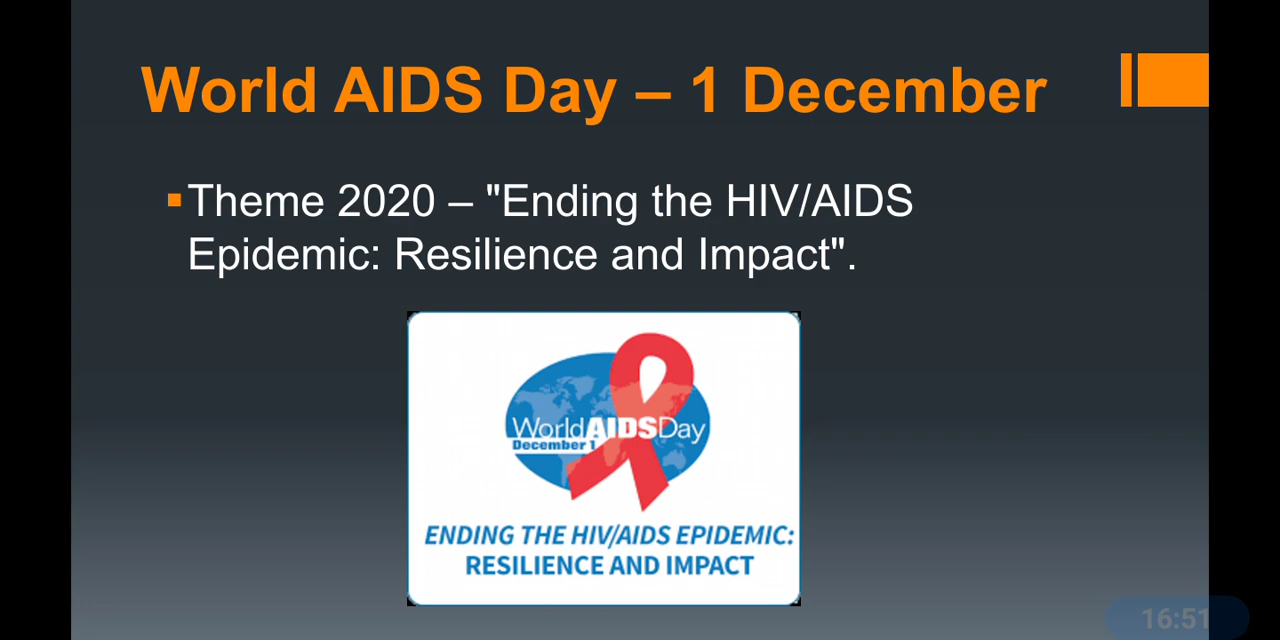 World AIDS Day – 1 December
▪Theme 2020 – "Ending the HIV/AIDS
Epidemic: Resilience and Impact".
WorldAIDSDay
December 1
ENDING THE HIV/AIDS EPIDEMIC:
RESILIENCE AND IMPACT
16:51